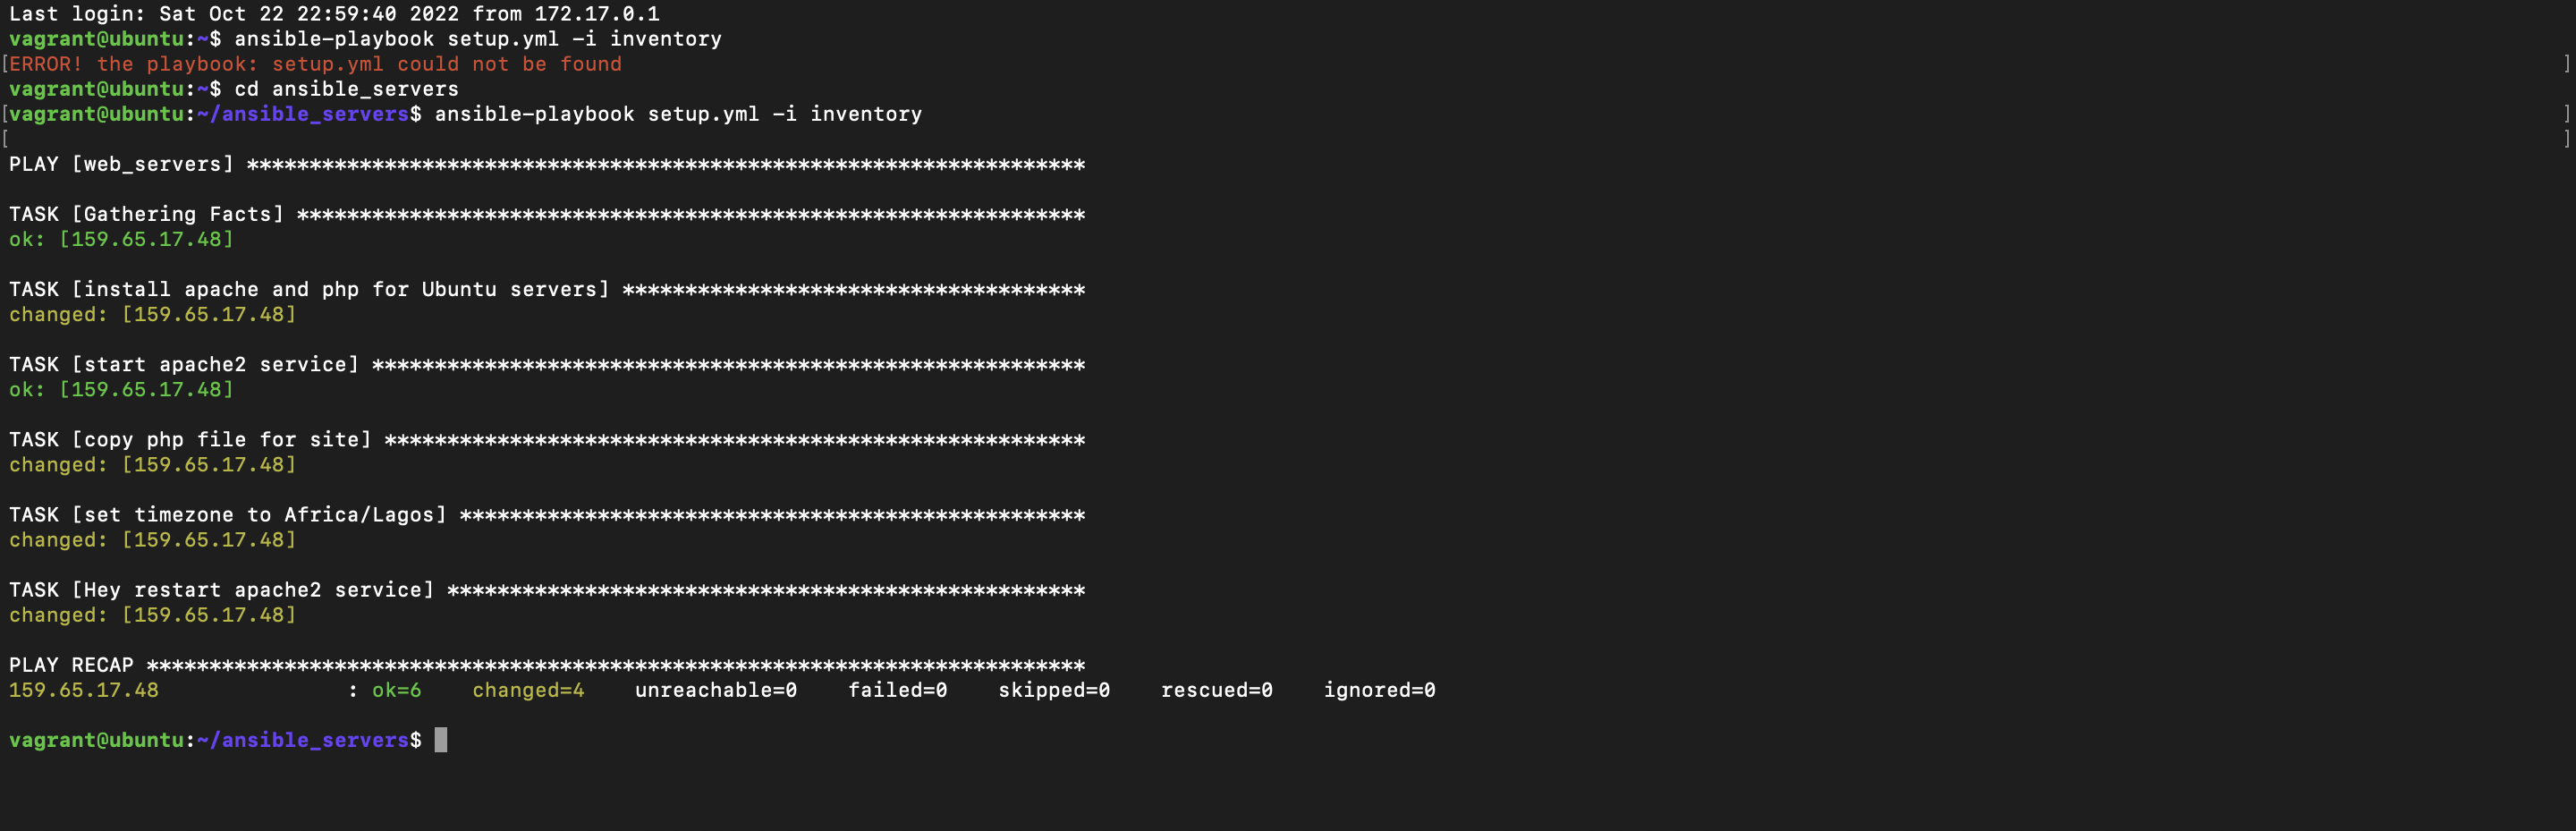 Last login: Sat Oct 22 22:59:40 2022 from 172.17.0.1
vagrant@ubuntu:~$ ansible-playbook setup.yml -i inventory
[ERROR! the playbook: setup.yml could not be found ]
vagrant@ubuntu:~$ cd ansible_servers
[vagrant@ubuntu:~/ansible_servers$ ansible-playbook setup.yml -i inventory ]
[ ]
PLAY [web_servers] *******************************************************************

TASK [Gathering Facts] ***************************************************************
ok: [159.65.17.48]

TASK [install apache and php for Ubuntu servers] *************************************
changed: [159.65.17.48]

TASK [start apache2 service] *********************************************************
ok: [159.65.17.48]

TASK [copy php file for site] ********************************************************
changed: [159.65.17.48]

TASK [set timezone to Africa/Lagos] **************************************************
changed: [159.65.17.48]

TASK [Hey restart apache2 service] ***************************************************
changed: [159.65.17.48]

PLAY RECAP ***************************************************************************
159.65.17.48               : ok=6    changed=4    unreachable=0    failed=0    skipped=0    rescued=0    ignored=0

vagrant@ubuntu:~/ansible_servers$